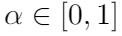 α ∈ [0, 1]